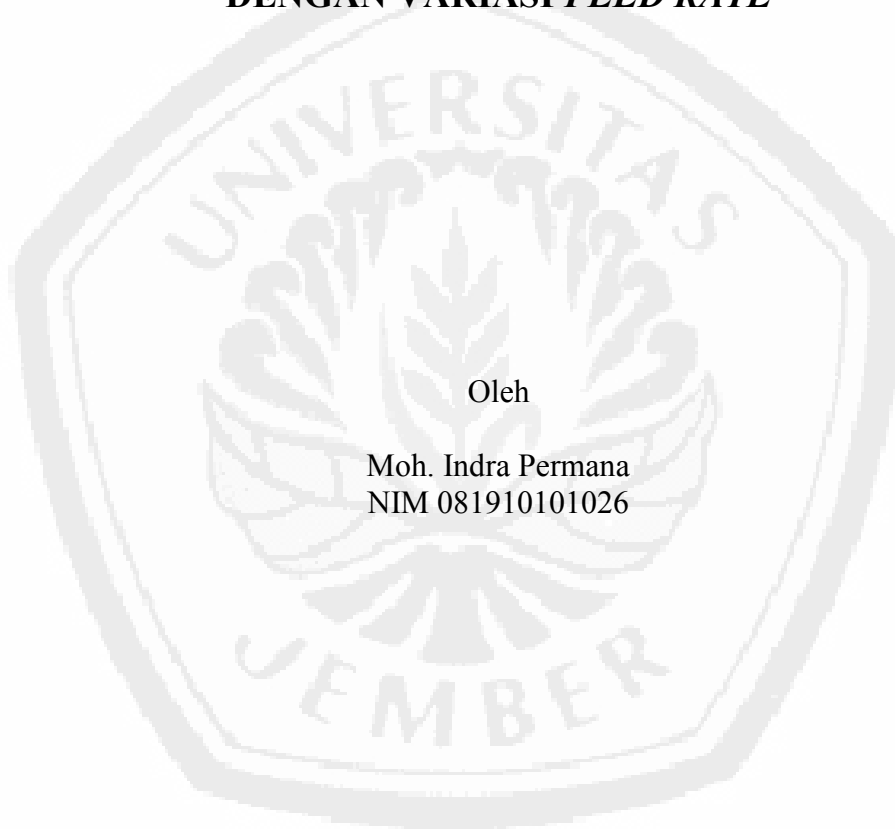 DENGAN VARIASI FEED RATE
UNIVERSITAS
Oleh
Moh. Indra Permana
NIM 081910101026
JEMBER